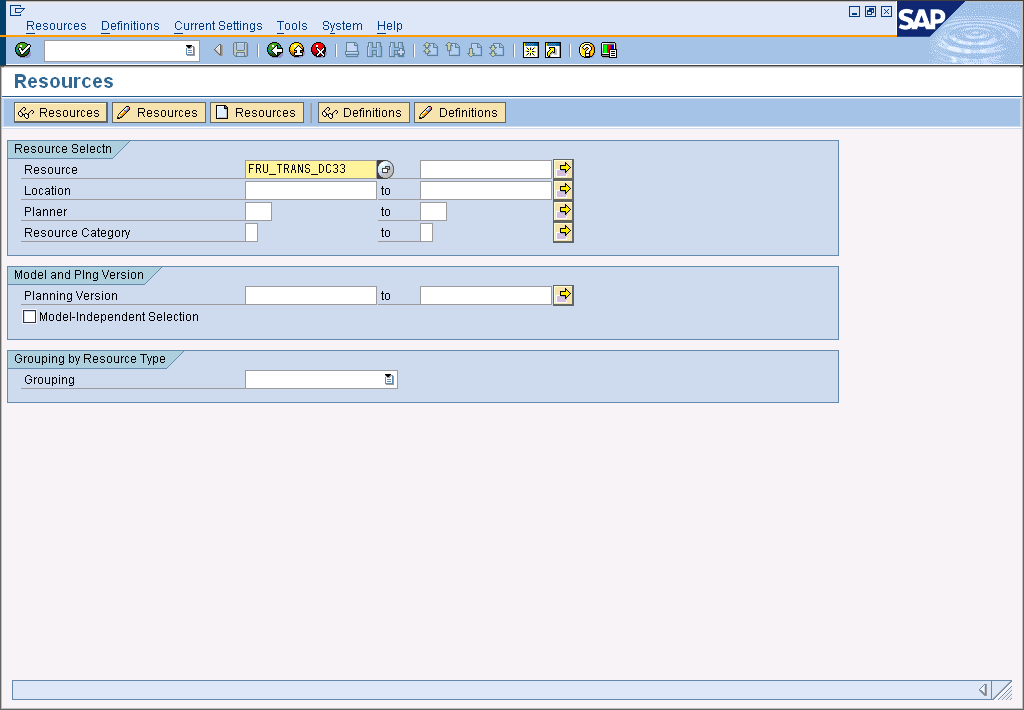 Resources Definitions Current Settings Tools System Help
SAP
Resources
Resources Resources Resources Definitions Definitions
Resource Selectn
Resource FRU_TRANS_DC33
Location to
Planner to
Resource Category to
Model and Plng Version
Planning Version to
Model-Independent Selection
Grouping by Resource Type
Grouping